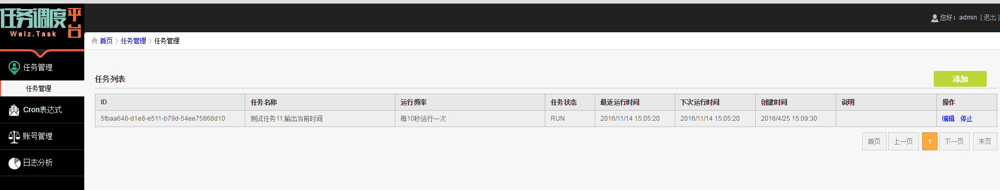 任务调度平台
Weiz.Task
您好：admin [ 退出 ]
首页 > 任务管理 > 任务管理
任务管理
任务管理
Cron表达式
账号管理
日志分析
任务列表
添加
ID 任务名称 运行频率 任务状态 最近运行时间 下次运行时间 创建时间 说明 操作
5fbaa648-d1e8-e511-b79d-54ee75868d10 测试任务11,输出当前时间 每10秒运行一次 RUN 2016/11/14 15:05:20 2016/11/14 15:05:20 2016/4/25 15:09:30 编辑 停止
首页 上一页 1 下一页 末页